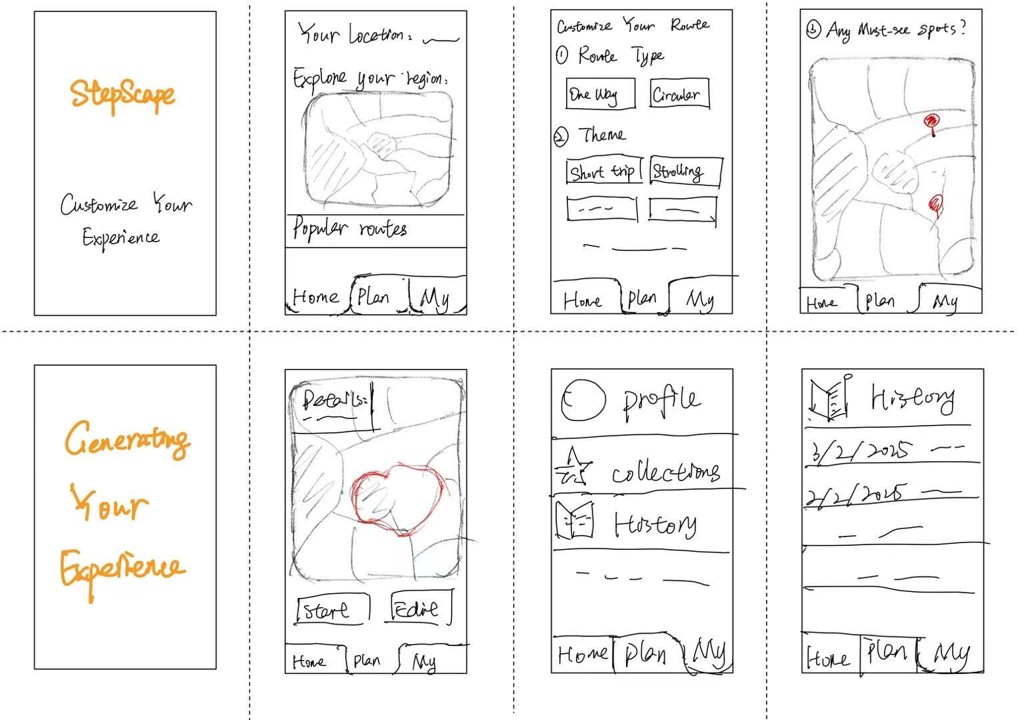 StepScape
Customize Your
Experience
Your Location:
Explore your region:
Popular routes
Home Plan My
Customize Your Route
① Route Type
One Way Circular
② Theme
Short trip Strolling
Home Plan My
③ Any Must-see spots?
Home Plan My
Generating
Your
Experience
Details:
Start Edit
Home Plan My
profile
collections
History
Home plan My
History
3/2/2025
2/2/2025
Home Plan My